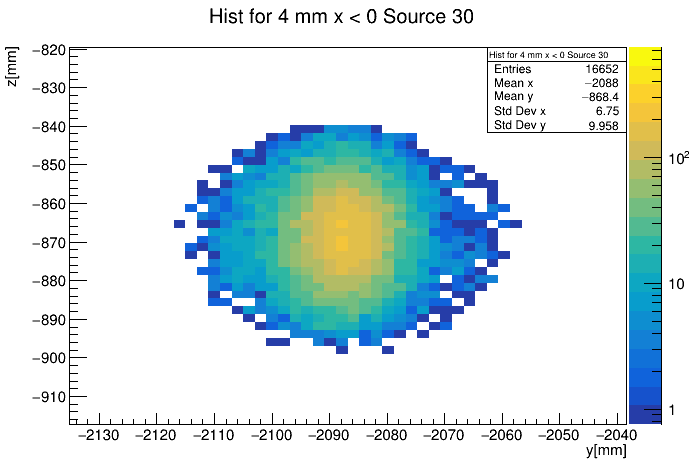 Hist for 4 mm x < 0 Source 30
z[mm]
−820
−830
−840
−850
−860
−870
−880
−890
−900
−910
Hist for 4 mm x < 0 Source 30
Entries 16652
Mean x −2088
Mean y −868.4
Std Dev x 6.75
Std Dev y 9.958
10²
10
1
−2130 −2120 −2110 −2100 −2090 −2080 −2070 −2060 −2050 −2040
y[mm]